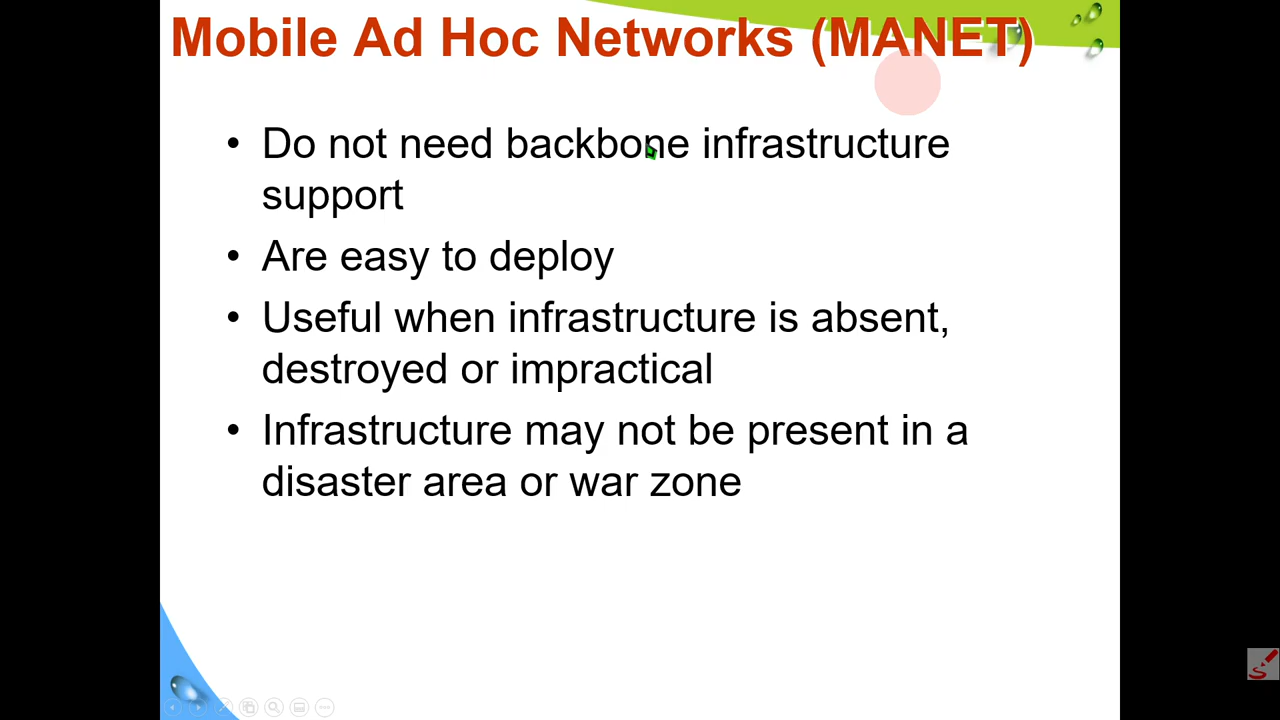 Mobile Ad Hoc Networks (MANET)
• Do not need backbone infrastructure
support
• Are easy to deploy
• Useful when infrastructure is absent,
destroyed or impractical
• Infrastructure may not be present in a
disaster area or war zone